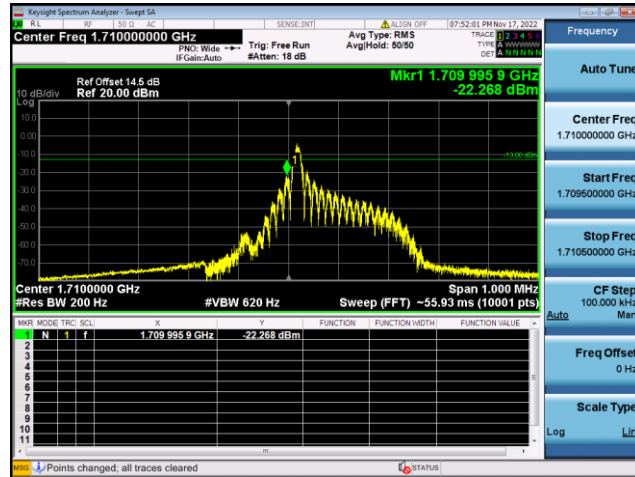 Keysight Spectrum Analyzer - Swept SA
RL RF 50 Ω AC SENSE:INT ALIGN OFF 07:52:01 PM Nov 17, 2022
Center Freq 1.710000000 GHz Avg Type: RMS TRACE 1 2 3 4 5 6
PNO: Wide Trig: Free Run Avg|Hold: 50/50 TYPE A WWWWW
IFGain:Auto #Atten: 18 dB DET A N N N N N
Mkr1 1.709 995 9 GHz
Ref Offset 14.5 dB
10 dB/div Ref 20.00 dBm -22.268 dBm
Log
10.0
0.00
-10.0
-13.00 dBm
1
-20.0
-30.0
-40.0
-50.0
-60.0
-70.0
Center 1.7100000 GHz Span 1.000 MHz
#Res BW 200 Hz #VBW 620 Hz Sweep (FFT) ~55.93 ms (10001 pts)
MKR MODE TRC SCL X Y FUNCTION FUNCTION WIDTH FUNCTION VALUE
1 N 1 f 1.709 995 9 GHz -22.268 dBm
2
3
4
5
6
7
8
9
10
11
MSG Points changed; all traces cleared STATUS
Frequency
Auto Tune
Center Freq
1.710000000 GHz
Start Freq
1.709500000 GHz
Stop Freq
1.710500000 GHz
CF Step
100.000 kHz
Auto Man
Freq Offset
0 Hz
Scale Type
Log Lin